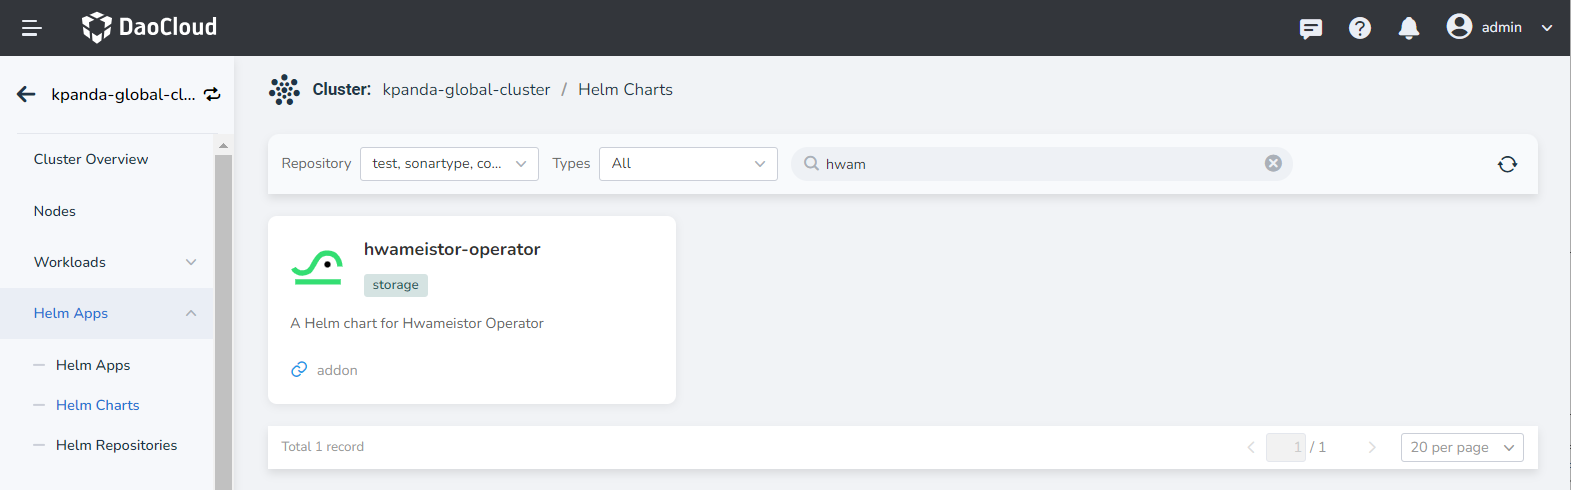 DaoCloud
admin
kpanda-global-cl...
Cluster: kpanda-global-cluster / Helm Charts
Cluster Overview
Nodes
Workloads
Helm Apps
Helm Apps
Helm Charts
Helm Repositories
Repository test, sonartype, co... Types All hwam
hwameistor-operator
storage
A Helm chart for Hwameistor Operator
addon
Total 1 record
1 / 1
20 per page